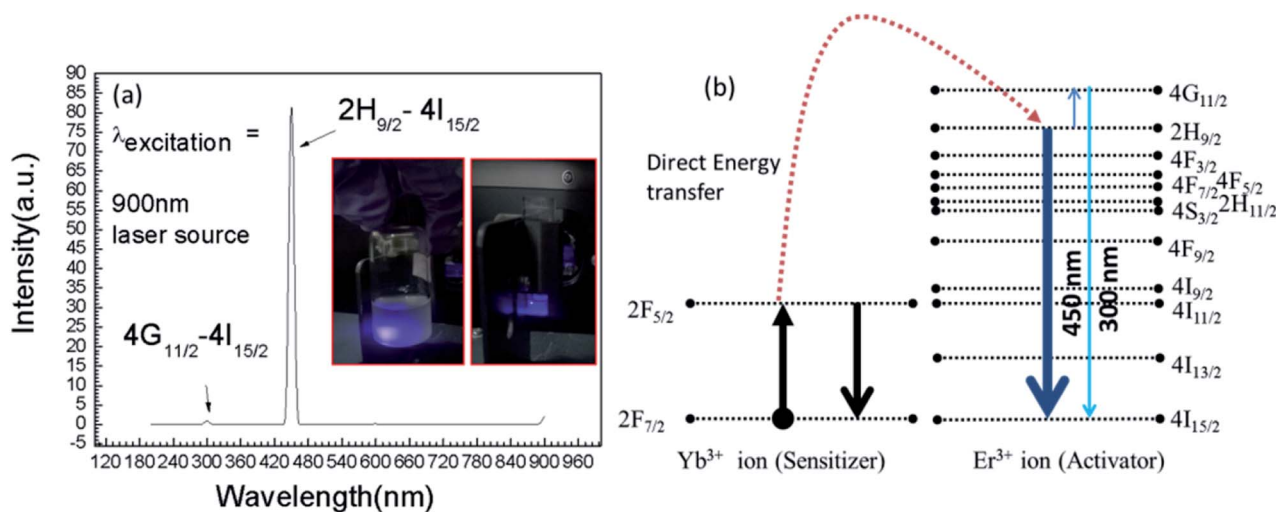 (a)
λexcitation =
900nm
laser source
2H9/2- 4I15/2
4G11/2-4I15/2
Intensity(a.u.)
90
85
80
75
70
65
60
55
50
45
40
35
30
25
20
15
10
5
0
-5
120 180 240 300 360 420 480 540 600 660 720 780 840 900 960
Wavelength(nm)
(b)
Direct Energy
transfer
2F5/2
2F7/2
Yb3+ ion (Sensitizer)
450 nm
300 nm
4G11/2
2H9/2
4F3/2
4F7/2 4F5/2
4S3/2 2H11/2
4F9/2
4I9/2
4I11/2
4I13/2
4I15/2
Er3+ ion (Activator)